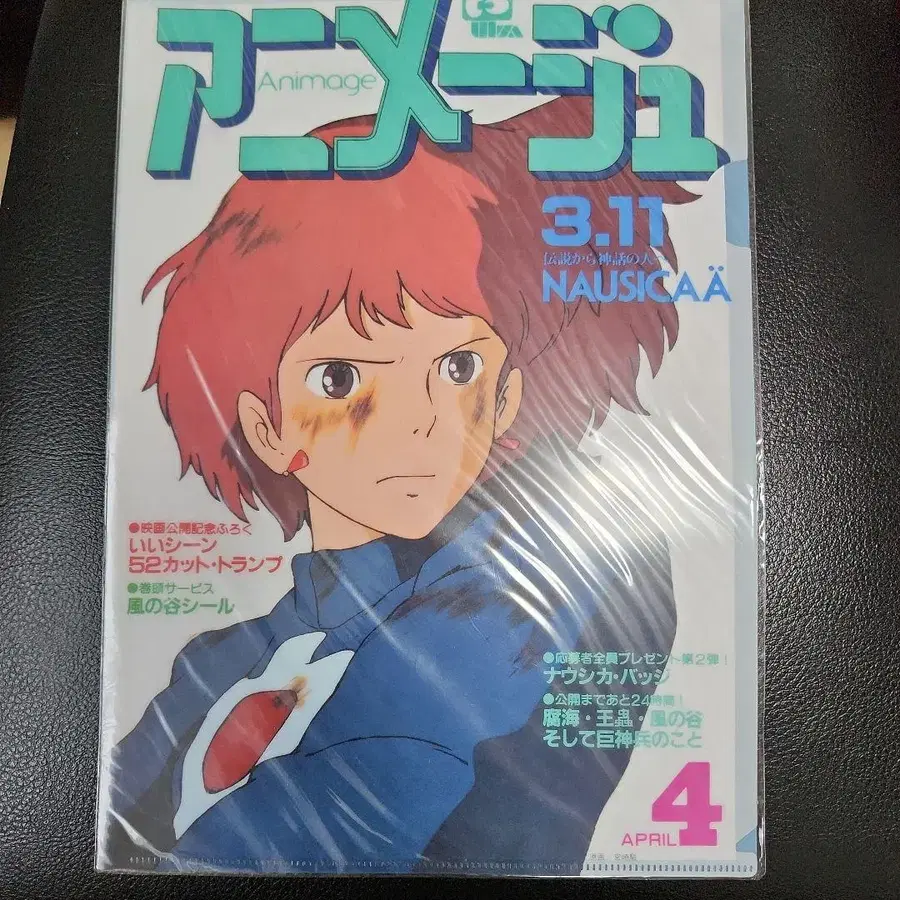 アニメージュ
Animage
3.11
伝説から神話の人へ
NAUSICAÄ
●映画公開記念ふろく
いいシーン
52カット・トランプ
●巻頭サービス
風の谷シール
●応募者全員プレゼント第2弾!
ナウシカ・バッジ
●公開まであと24時間!
腐海・王蟲・風の谷
そして巨神兵のこと
APRIL 4